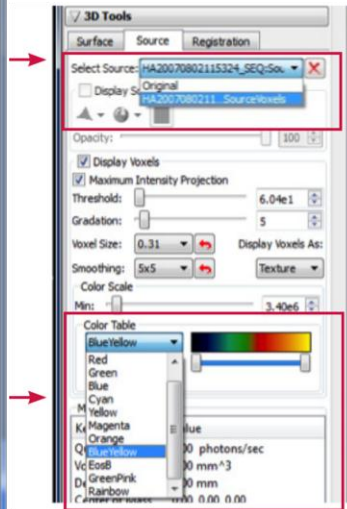 3D Tools
Surface Source Registration
Select Source: HA20070802115324_SEQ:Sou
Original
Display
HA200708021I...SourceVoxels
Opacity: 100
Display Voxels
Maximum Intensity Projection
Threshold: 6.04e1
Gradation: 5
Voxel Size: 0.31 Display Voxels As:
Smoothing: 5x5 Texture
Color Scale
Min: 3.40e6
Color Table
BlueYellow
Red
Green
Blue
Cyan
Yellow
Magenta
Orange
BlueYellow
photons/sec
EosB
mm^3
GreenPink
mm
Rainbow
0.00 0.00